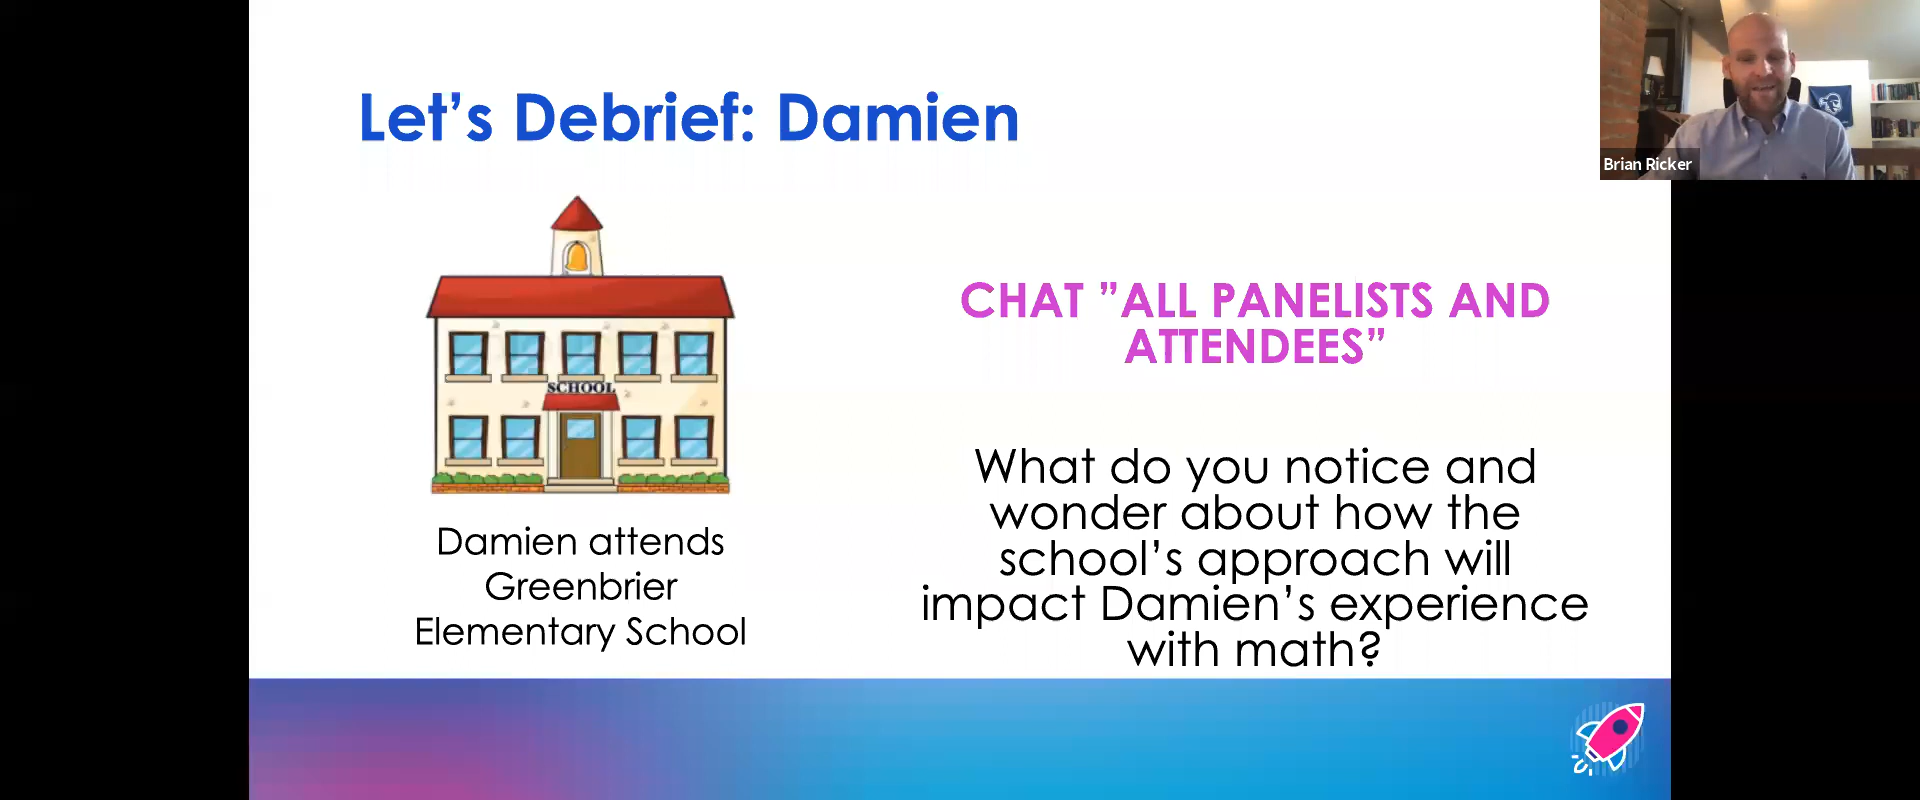 Let's Debrief: Damien
Brian Ricker
SCHOOL
Damien attends
Greenbrier
Elementary School
CHAT ”ALL PANELISTS AND
ATTENDEES”
What do you notice and
wonder about how the
school's approach will
impact Damien's experience
with math?